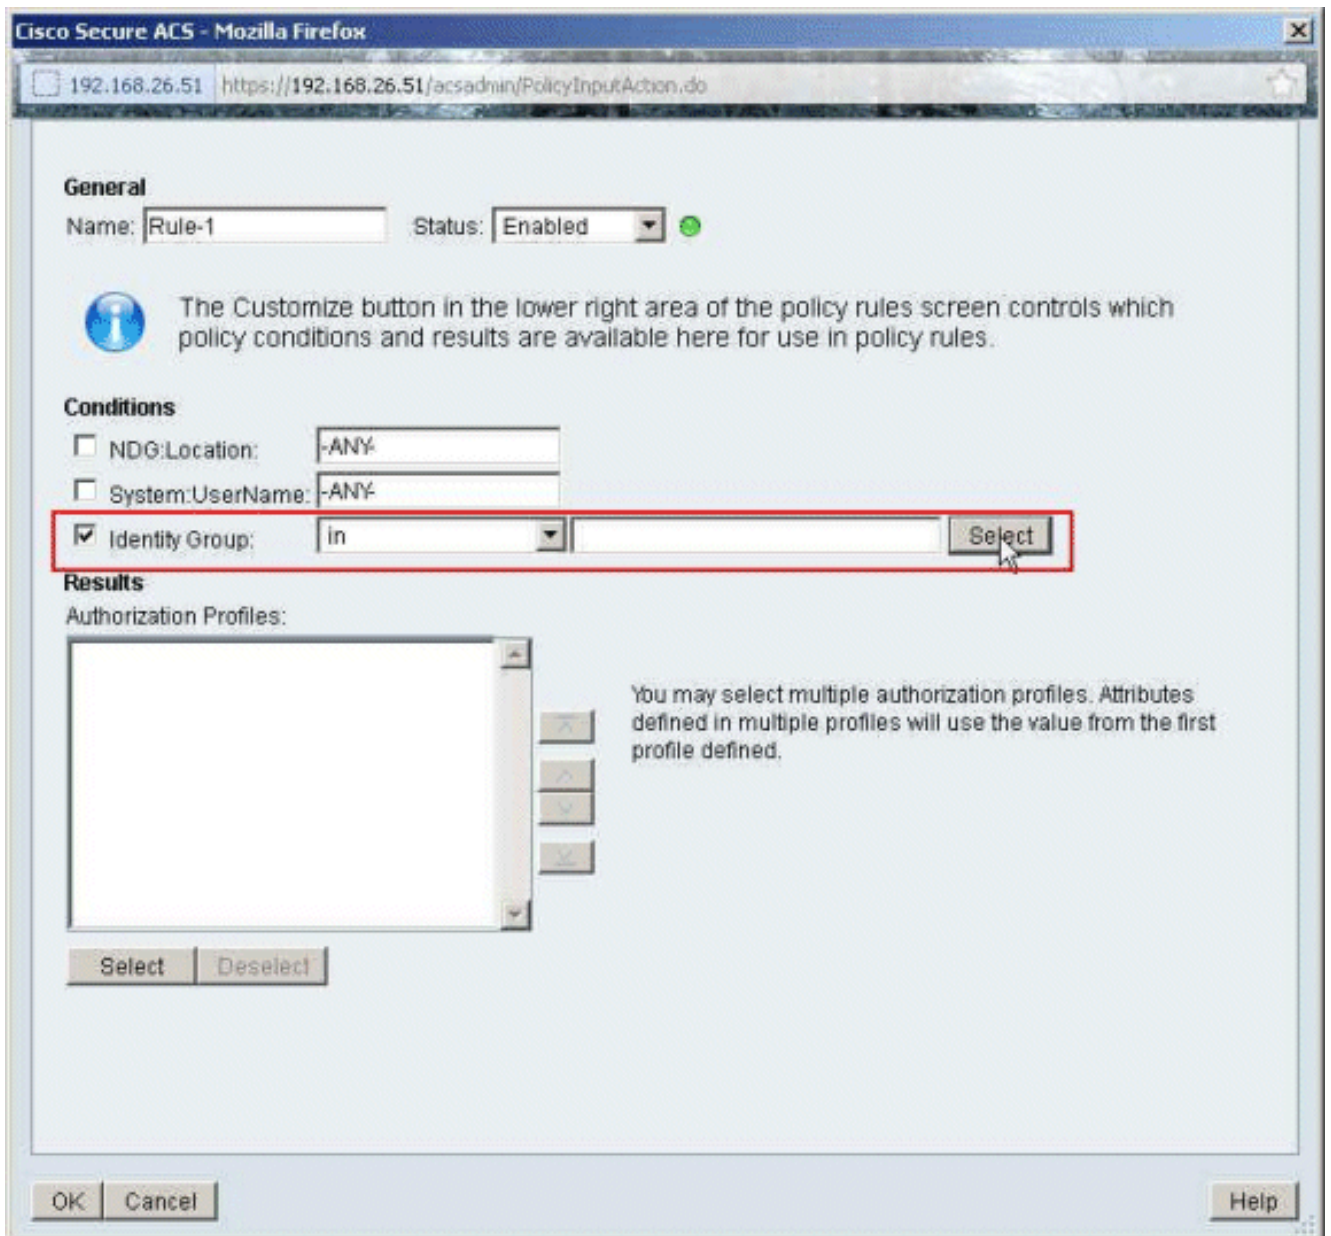 Cisco Secure ACS - Mozilla Firefox
192.168.26.51 https://192.168.26.51/acsadmin/PolicyInputAction.do
General
Name: Rule-1 Status: Enabled
The Customize button in the lower right area of the policy rules screen controls which
policy conditions and results are available here for use in policy rules.
Conditions
NDG:Location: -ANY-
System:UserName: -ANY-
Identity Group: in Select
Results
Authorization Profiles:
You may select multiple authorization profiles. Attributes
defined in multiple profiles will use the value from the first
profile defined.
Select Deselect
OK Cancel Help